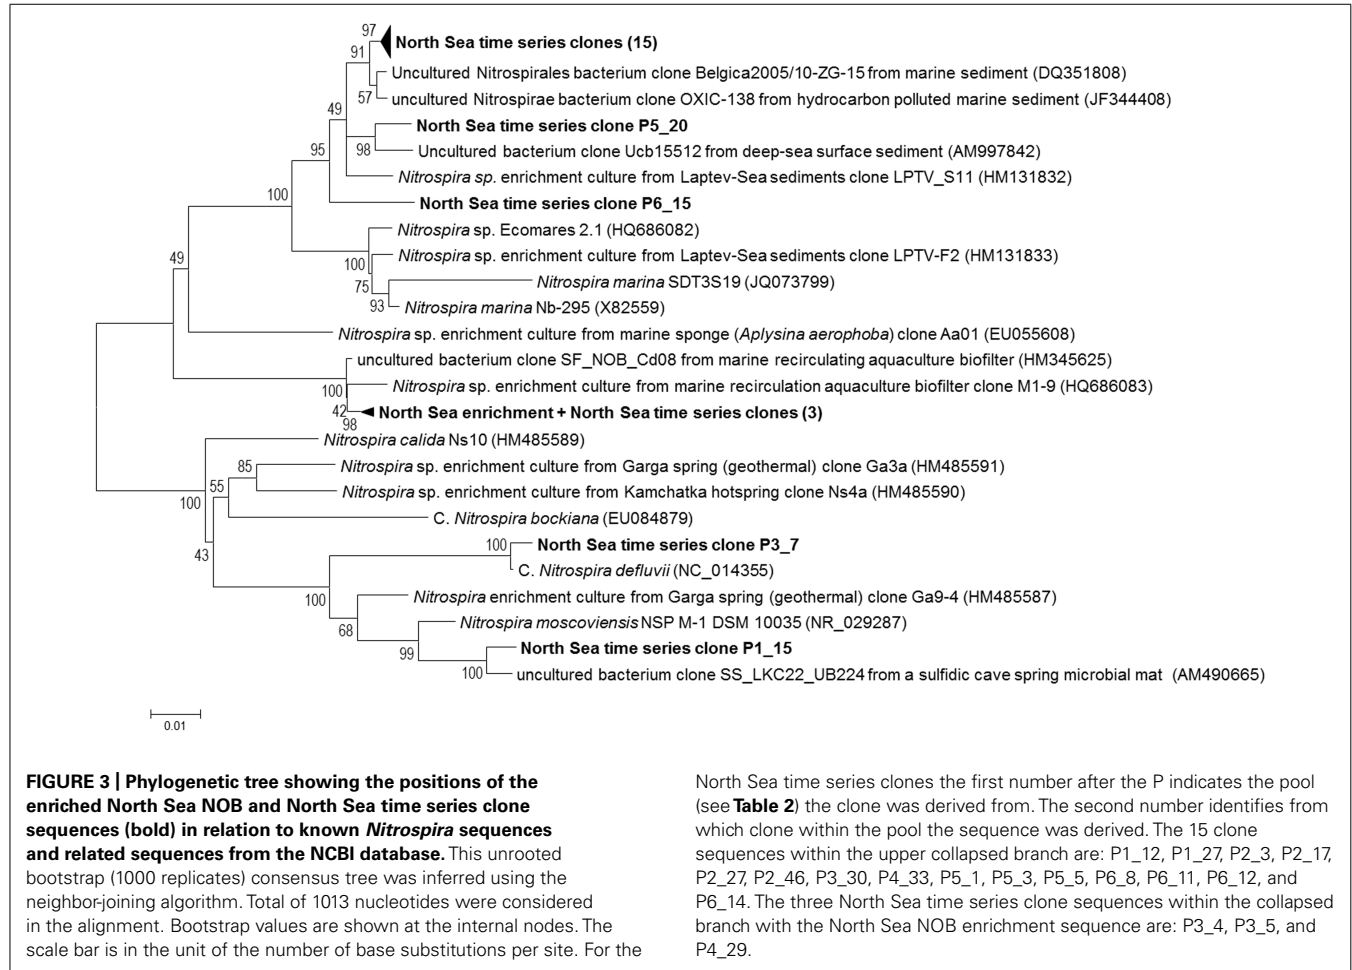 97
North Sea time series clones (15)
91
Uncultured Nitrospirales bacterium clone Belgica2005/10-ZG-15 from marine sediment (DQ351808)
57
uncultured Nitrospirae bacterium clone OXIC-138 from hydrocarbon polluted marine sediment (JF344408)
49
North Sea time series clone P5_20
98
Uncultured bacterium clone Ucb15512 from deep-sea surface sediment (AM997842)
95
Nitrospira sp. enrichment culture from Laptev-Sea sediments clone LPTV_S11 (HM131832)
100
North Sea time series clone P6_15
Nitrospira sp. Ecomares 2.1 (HQ686082)
49
100
Nitrospira sp. enrichment culture from Laptev-Sea sediments clone LPTV-F2 (HM131833)
75
Nitrospira marina SDT3S19 (JQ073799)
93
Nitrospira marina Nb-295 (X82559)
Nitrospira sp. enrichment culture from marine sponge (Aplysina aerophoba) clone Aa01 (EU055608)
uncultured bacterium clone SF_NOB_Cd08 from marine recirculating aquaculture biofilter (HM345625)
100
Nitrospira sp. enrichment culture from marine recirculation aquaculture biofilter clone M1-9 (HQ686083)
42
North Sea enrichment + North Sea time series clones (3)
98
Nitrospira calida Ns10 (HM485589)
85
Nitrospira sp. enrichment culture from Garga spring (geothermal) clone Ga3a (HM485591)
55
Nitrospira sp. enrichment culture from Kamchatka hotspring clone Ns4a (HM485590)
100
C. Nitrospira bockiana (EU084879)
43
100
North Sea time series clone P3_7
C. Nitrospira defluvii (NC_014355)
100
Nitrospira enrichment culture from Garga spring (geothermal) clone Ga9-4 (HM485587)
68
Nitrospira moscoviensis NSP M-1 DSM 10035 (NR_029287)
99
North Sea time series clone P1_15
100
uncultured bacterium clone SS_LKC22_UB224 from a sulfidic cave spring microbial mat (AM490665)
0.01
FIGURE 3 | Phylogenetic tree showing the positions of the
enriched North Sea NOB and North Sea time series clone
sequences (bold) in relation to known Nitrospira sequences
and related sequences from the NCBI database. This unrooted
bootstrap (1000 replicates) consensus tree was inferred using the
neighbor-joining algorithm. Total of 1013 nucleotides were considered
in the alignment. Bootstrap values are shown at the internal nodes. The
scale bar is in the unit of the number of base substitutions per site. For the
North Sea time series clones the first number after the P indicates the pool
(see Table 2) the clone was derived from. The second number identifies from
which clone within the pool the sequence was derived. The 15 clone
sequences within the upper collapsed branch are: P1_12, P1_27, P2_3, P2_17,
P2_27, P2_46, P3_30, P4_33, P5_1, P5_3, P5_5, P6_8, P6_11, P6_12, and
P6_14. The three North Sea time series clone sequences within the collapsed
branch with the North Sea NOB enrichment sequence are: P3_4, P3_5, and
P4_29.